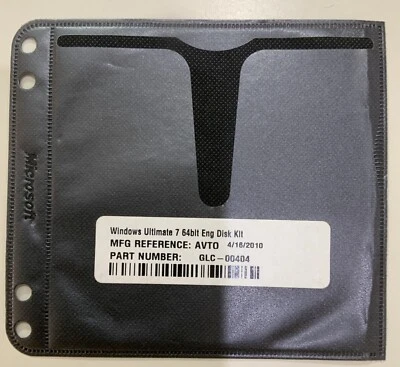 Microsoft
Windows Ultimate 7 64bit Eng Disk Kit
MFG REFERENCE: AVTO 4/16/2010
PART NUMBER: GLC-00404